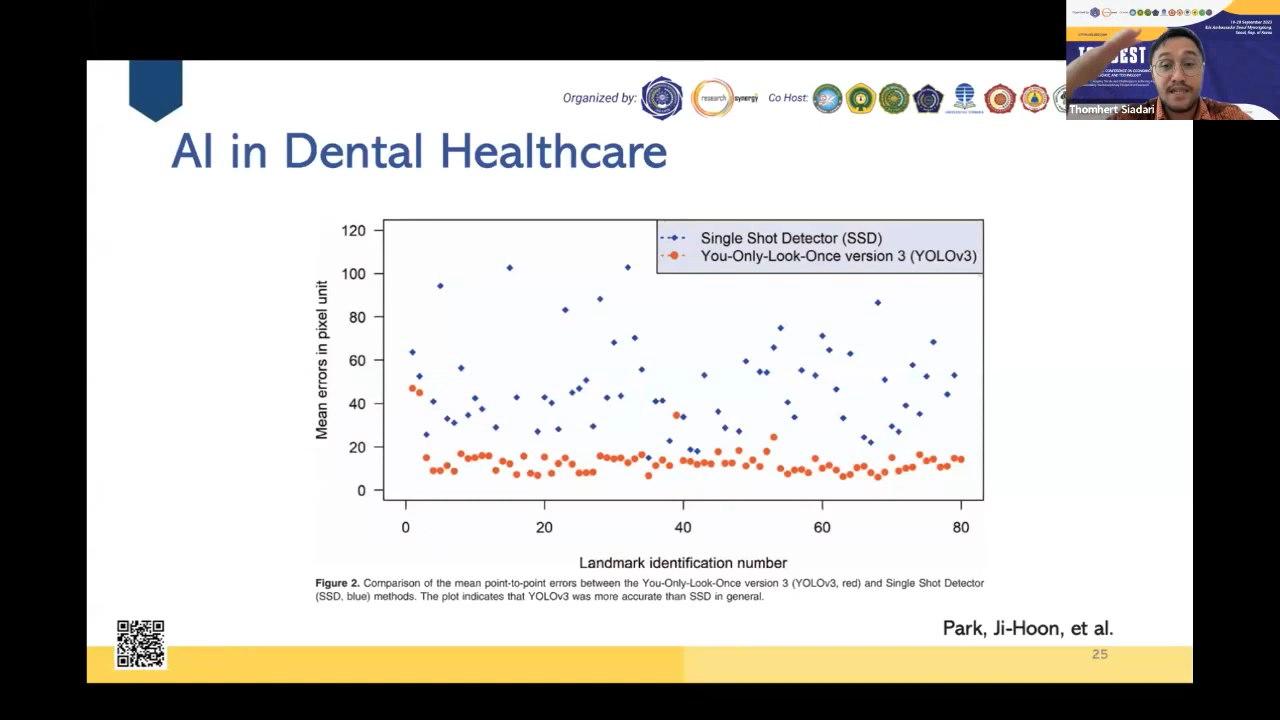 Organized by:
research synergy
Co Host:
Thomhert Siadari
AI in Dental Healthcare
Single Shot Detector (SSD)
You-Only-Look-Once version 3 (YOLOv3)
Mean errors in pixel unit
120
100
80
60
40
20
0
0 20 40 60 80
Landmark identification number
Figure 2. Comparison of the mean point-to-point errors between the You-Only-Look-Once version 3 (YOLOv3, red) and Single Shot Detector
(SSD, blue) methods. The plot indicates that YOLOv3 was more accurate than SSD in general.
Park, Ji-Hoon, et al.
25